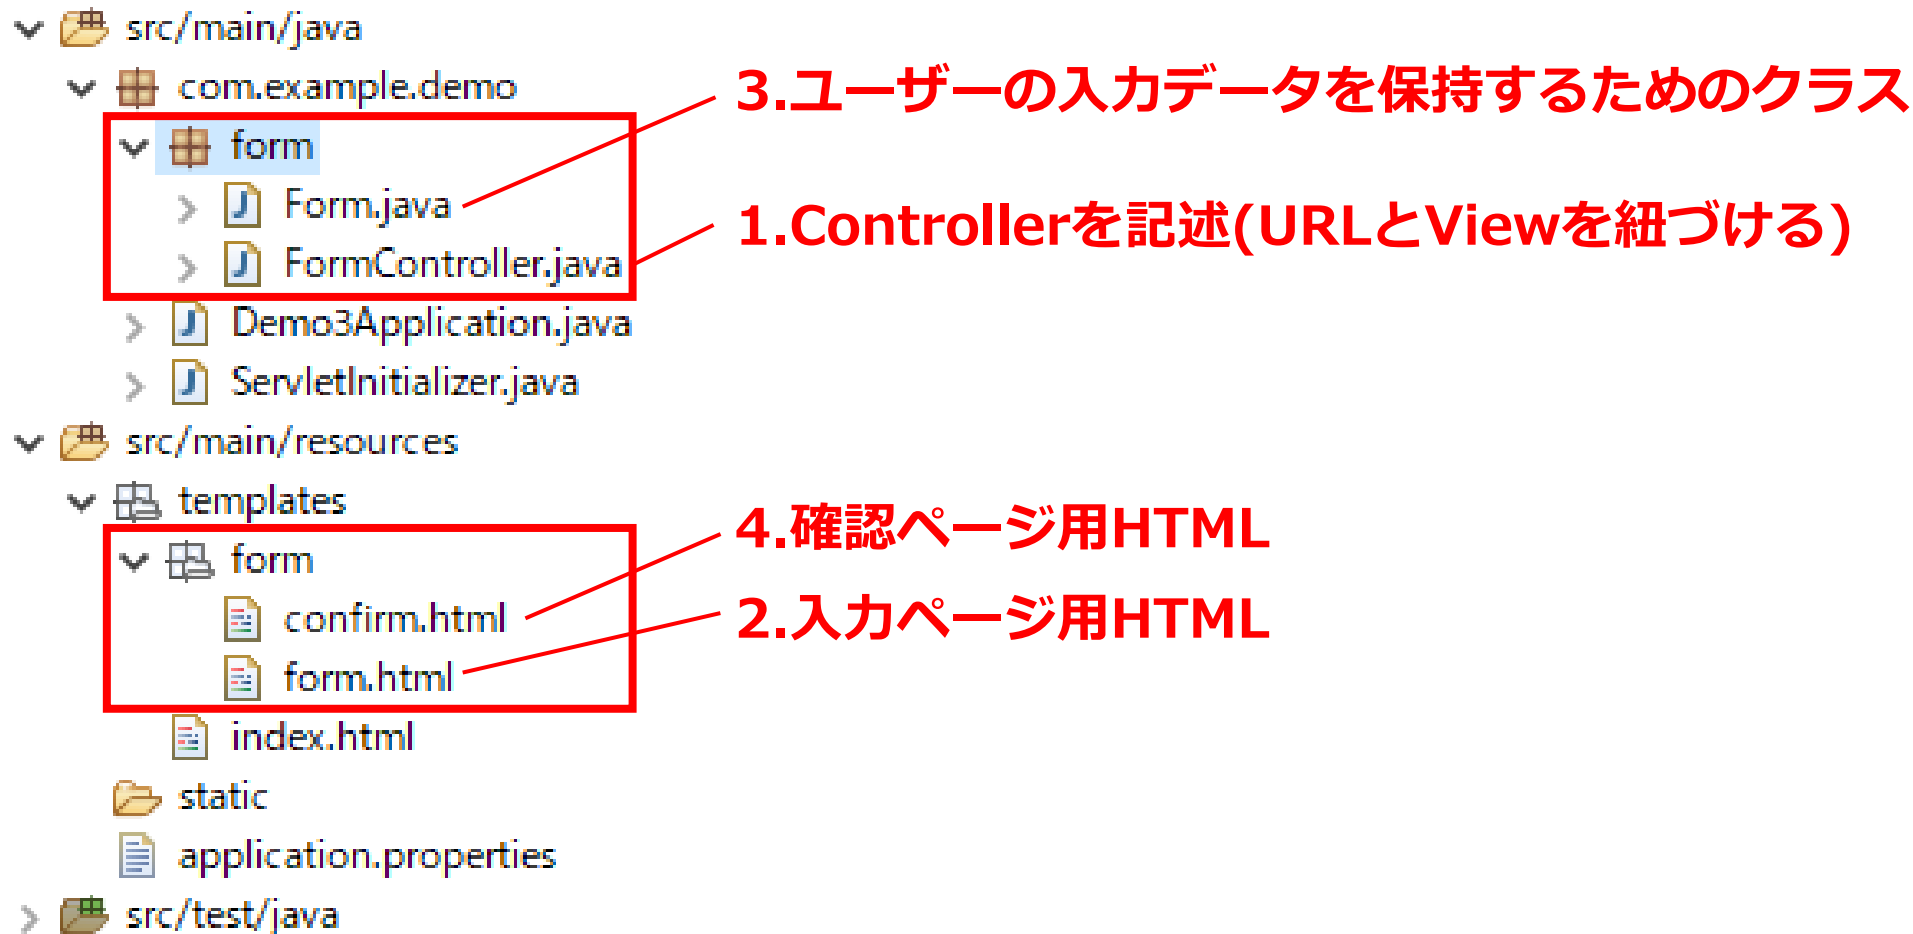 src/main/java
com.example.demo
3.ユーザーの入力データを保持するためのクラス
form
Form.java
1.Controllerを記述(URLとViewを紐づける)
FormController.java
Demo3Application.java
ServletInitializer.java
src/main/resources
templates
4.確認ページ用HTML
form
confirm.html
2.入力ページ用HTML
form.html
index.html
static
application.properties
src/test/java